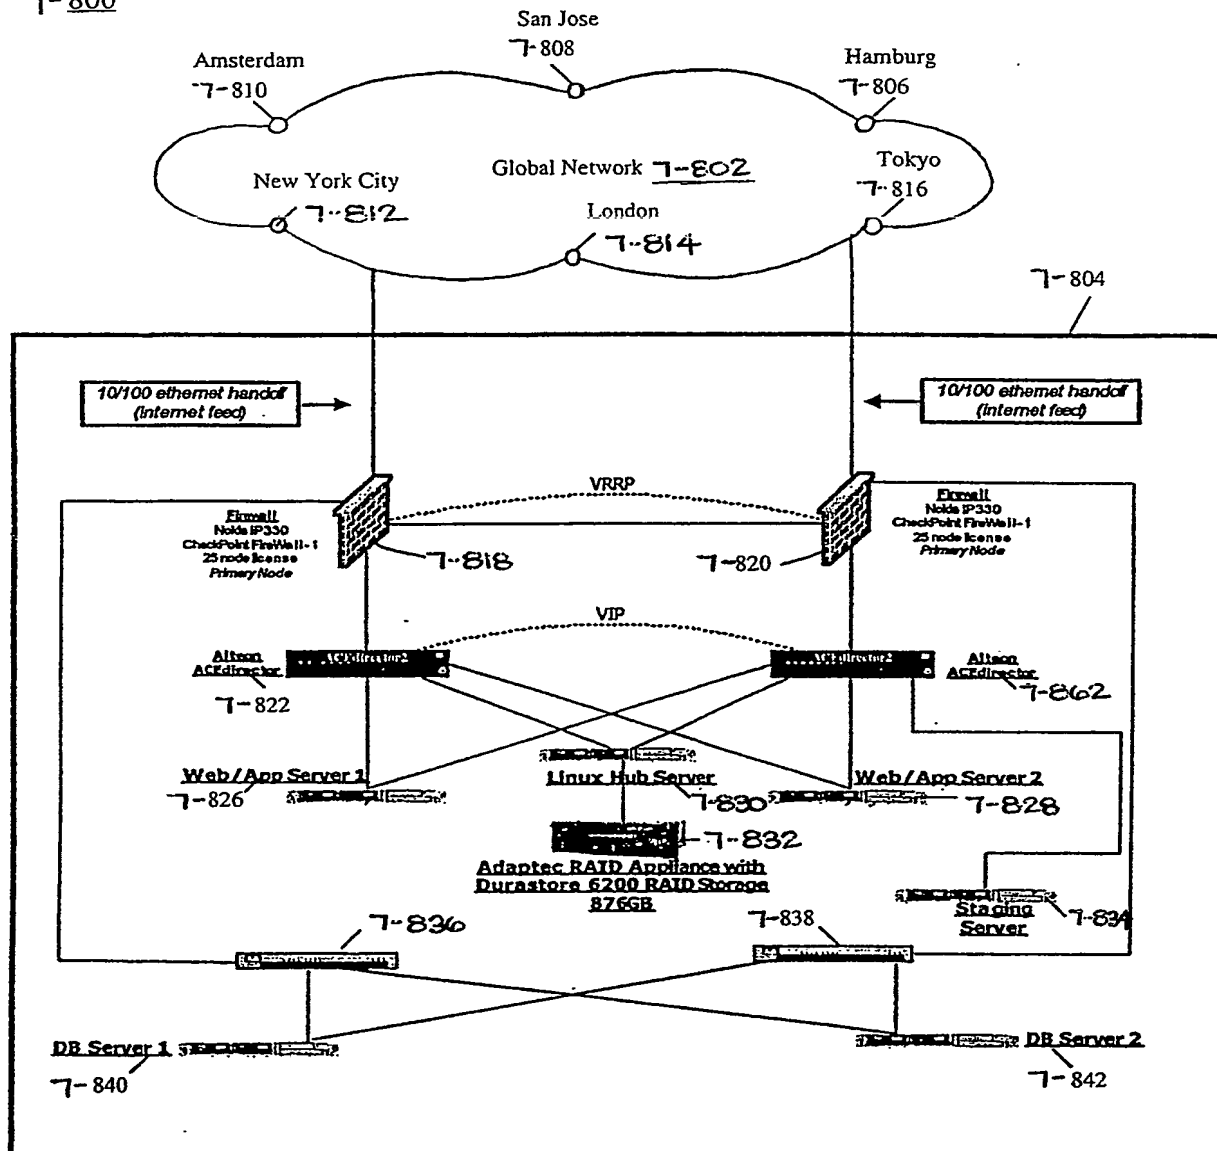 7-800
San Jose
7-808
Amsterdam
7-810
Hamburg
7-806
Global Network 7-802
Tokyo
7-816
New York City
7-812
London
7-814
7-804
10/100 ethernet handoff
(Internet feed)
10/100 ethernet handoff
(Internet feed)
VRRP
Firewall
Nokia IP330
CheckPoint FireWall-1
25 node license
Primary Node
7-818
Firewall
Nokia IP330
CheckPoint FireWall-1
25 node license
Primary Node
7-820
VIP
ACEdirector2
ACEdirector2
Alteon
ACEdirector
7-822
Alteon
ACEdirector
7-862
Web/App Server 1
7-826
Linux Hub Server
7-830
Web/App Server 2
7-828
7-832
Adaptec RAID Appliance with
Durastore 6200 RAID Storage
876GB
Staging
Server
7-834
7-836
7-838
DB Server 1
7-840
DB Server 2
7-842